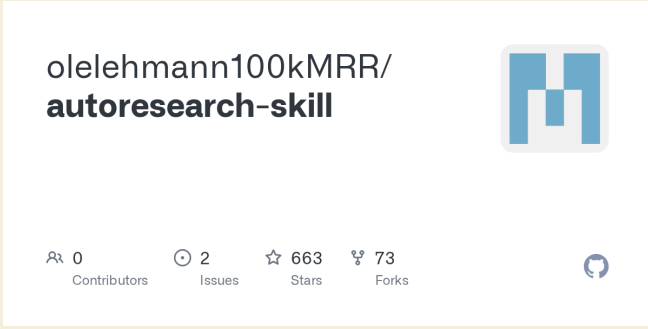 olelehmann100kMRR/
autoresearch-skill
0
Contributors
2
Issues
663
Stars
73
Forks